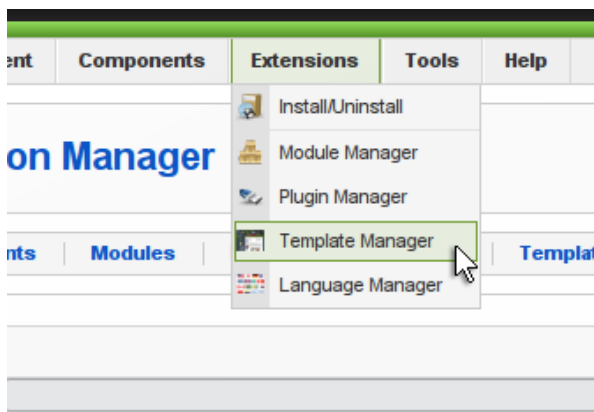 ent Components Extensions Tools Help
Install/Uninstall
on Manager
Module Manager
Plugin Manager
Template Manager
nts Modules Templat
Language Manager